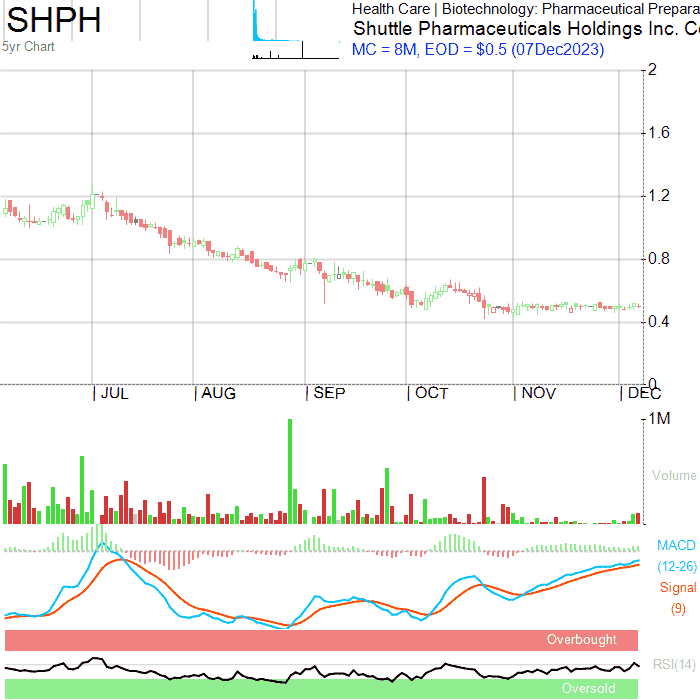 SHPH
5yr Chart
Health Care | Biotechnology: Pharmaceutical Prepara
Shuttle Pharmaceuticals Holdings Inc. Co
MC = 8M, EOD = $0.5 (07Dec2023)
2
1.6
1.2
0.8
0.4
0
JUL AUG SEP OCT NOV DEC
1M
Volume
MACD
(12-26)
Signal
(9)
Overbought
RSI(14)
Oversold